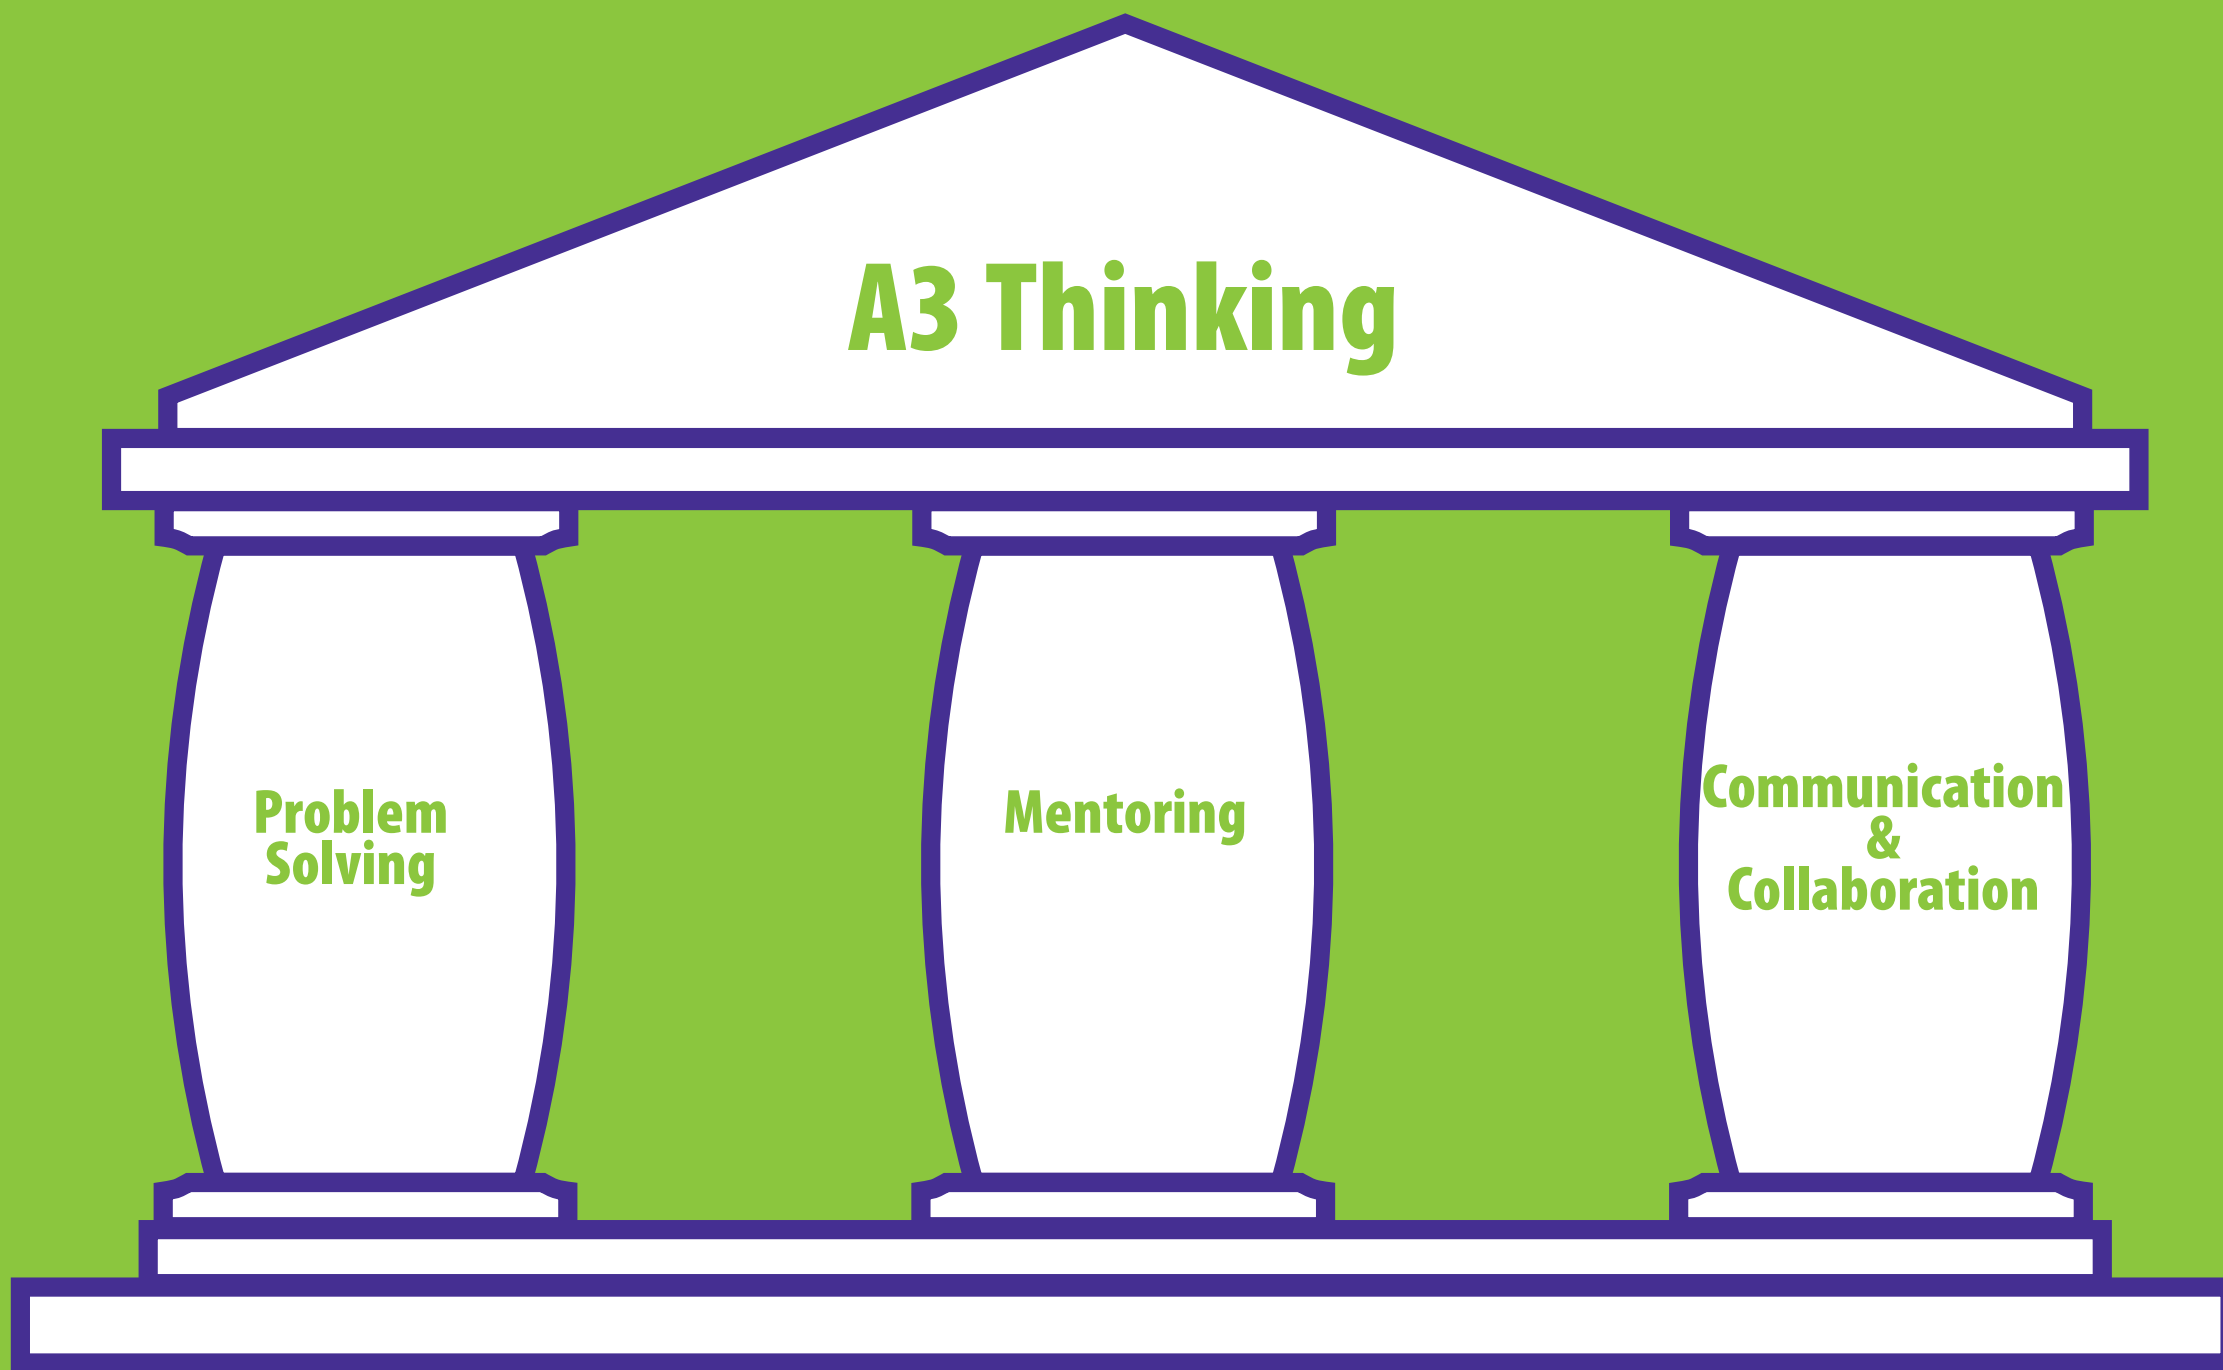 A3 Thinking
Problem
Solving
Mentoring
Communication
&
Collaboration